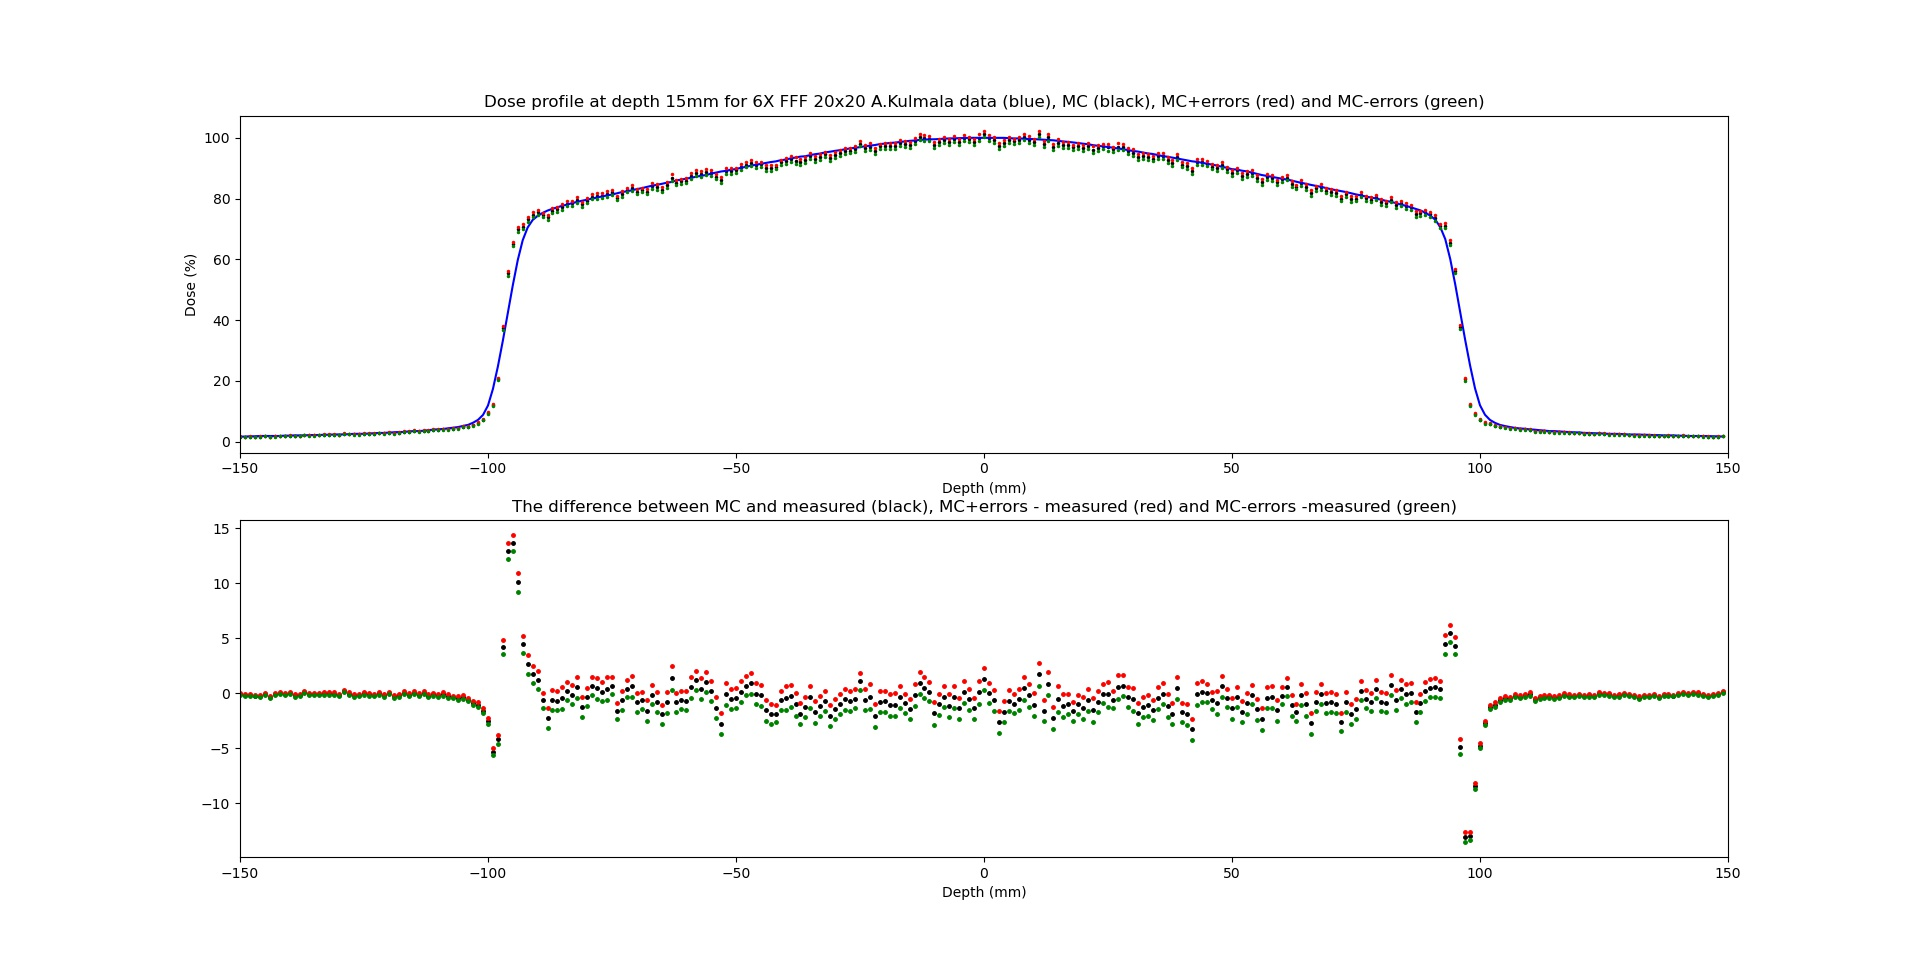 Dose profile at depth 15mm for 6X FFF 20x20 A.Kulmala data (blue), MC (black), MC+errors (red) and MC-errors (green)
100
80
60
40
20
0
Dose (%)
−150 −100 −50 0 50 100 150
Depth (mm)
The difference between MC and measured (black), MC+errors - measured (red) and MC-errors -measured (green)
15
10
5
0
−5
−10
−150 −100 −50 0 50 100 150
Depth (mm)